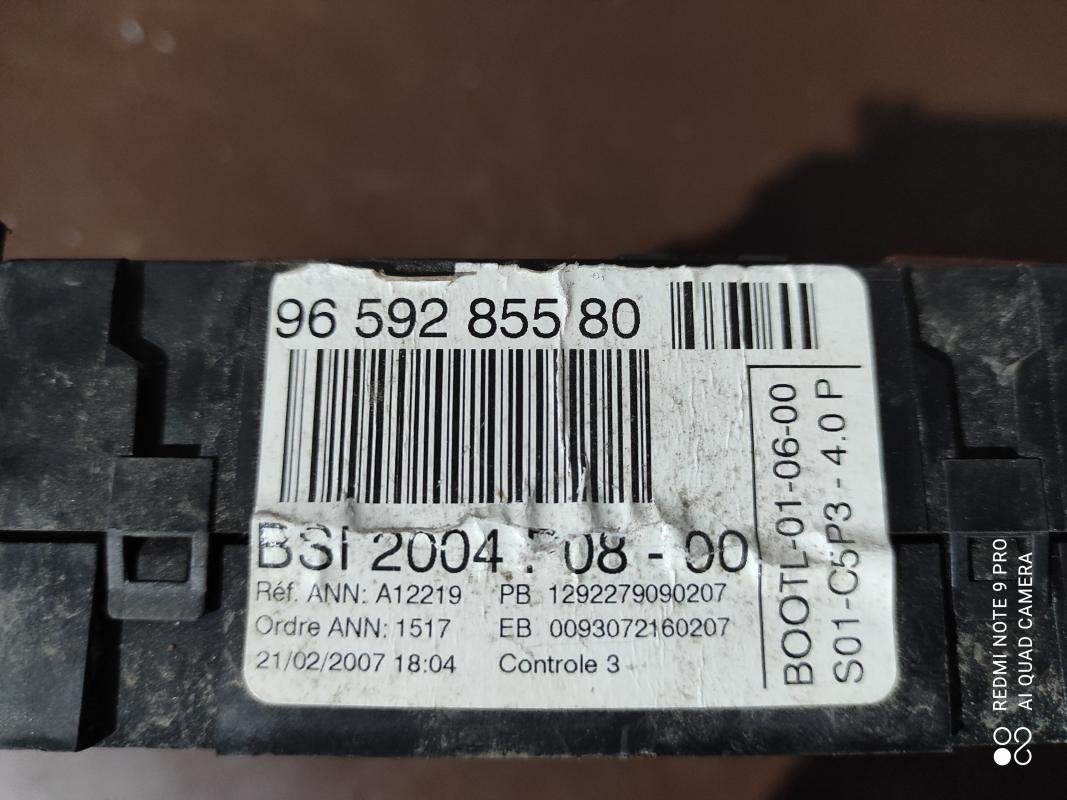 96 592 855 80
BSI 2004 : 08 - 00
Réf. ANN: A12219 PB 1292279090207
Ordre ANN: 1517 EB 0093072160207
21/02/2007 18:04 Controle 3
BOOTL-01-06-00
S01-C5P3 - 4.0 P
REDMI NOTE 9 PRO
AI QUAD CAMERA